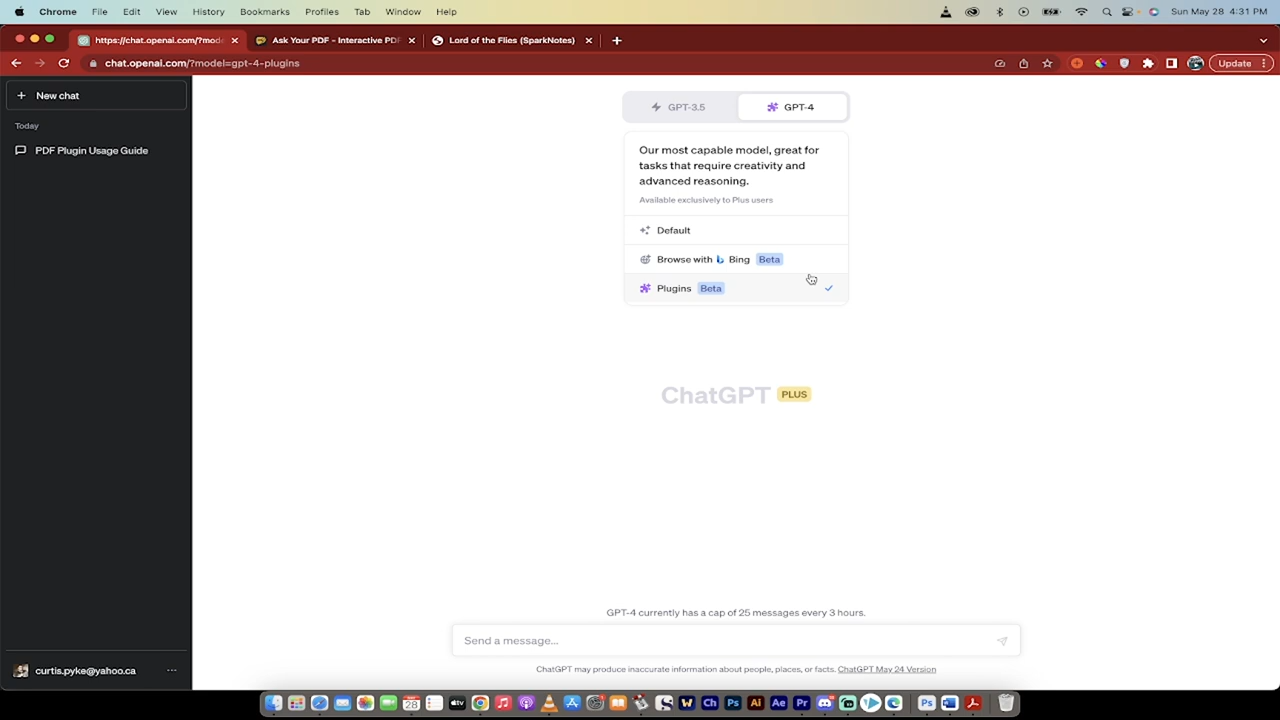 Chrome File Edit View History Bookmarks Profiles Tab Window Help Sun May 28 4:31 PM
https://chat.openai.com/?mod Ask Your PDF - Interactive PDF Lord of the Flies (SparkNotes)
chat.openai.com/?model=gpt-4-plugins Update
New chat
Today
PDF Plugin Usage Guide
GPT-3.5 GPT-4
Our most capable model, great for
tasks that require creativity and
advanced reasoning.
Available exclusively to Plus users
Default
Browse with Bing Beta
Plugins Beta
ChatGPT PLUS
GPT-4 currently has a cap of 25 messages every 3 hours.
Send a message...
ChatGPT may produce inaccurate information about people, places, or facts. ChatGPT May 24 Version
curtis.pyke@yahoo.ca